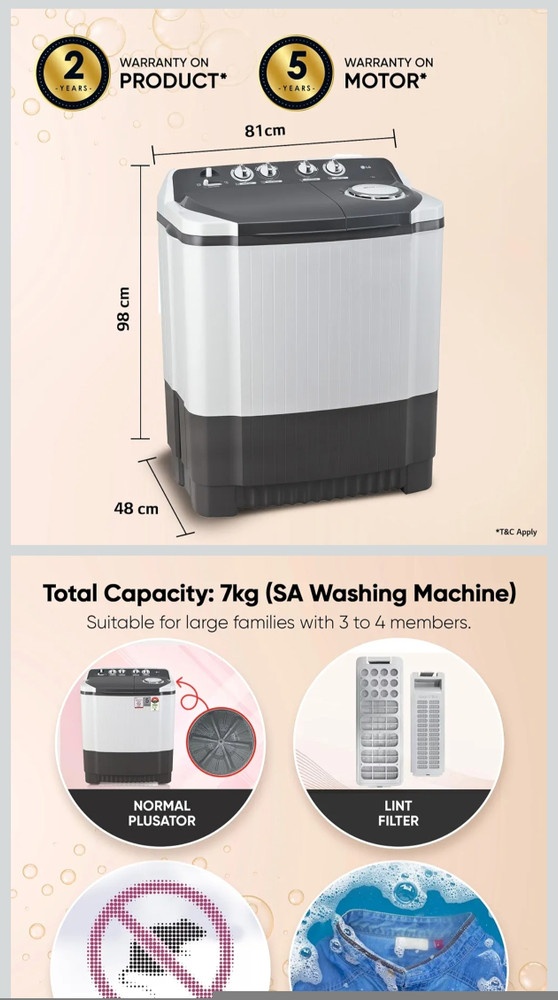 2
-YEARS-
WARRANTY ON
PRODUCT*
5
-YEARS-
WARRANTY ON
MOTOR*
81cm
LG
98 cm
48 cm
*T&C Apply
Total Capacity: 7kg (SA Washing Machine)
Suitable for large families with 3 to 4 members.
NORMAL
PLUSATOR
LINT
FILTER